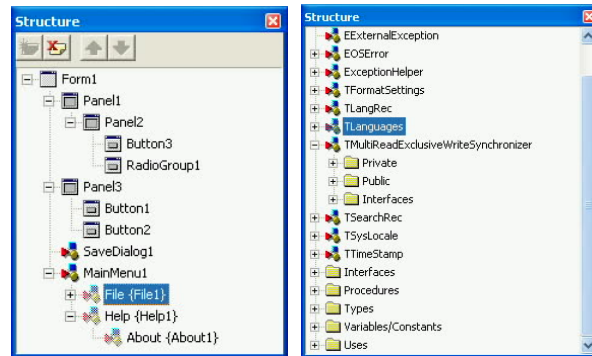 Structure
Form1
Panel1
Panel2
Button3
RadioGroup1
Panel3
Button1
Button2
SaveDialog1
MainMenu1
File {File1}
Help {Help1}
About {About1}
Structure
EExternalException
EOSError
ExceptionHelper
TFormatSettings
TLangRec
TLanguages
TMultiReadExclusiveWriteSynchronizer
Private
Public
Interfaces
TSearchRec
TSysLocale
TTimeStamp
Interfaces
Procedures
Types
Variables/Constants
Uses